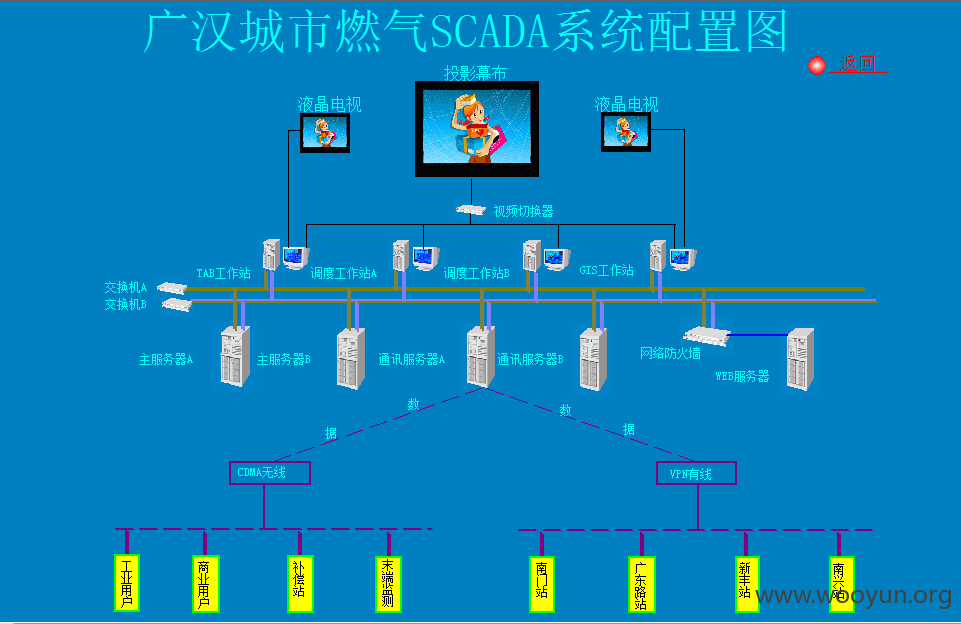 广汉城市燃气SCADA系统配置图
返回
投影幕布
液晶电视
液晶电视
视频切换器
TAB工作站
调度工作站A
调度工作站B
GIS工作站
交换机A
交换机B
主服务器A
主服务器B
通讯服务器A
通讯服务器B
网络防火墙
WEB服务器
数
据
数
据
CDMA无线
VPN有线
工业用户
商业用户
补偿站
末端监测
南门站
广东路站
新丰站
南兴站
www.wooyun.org